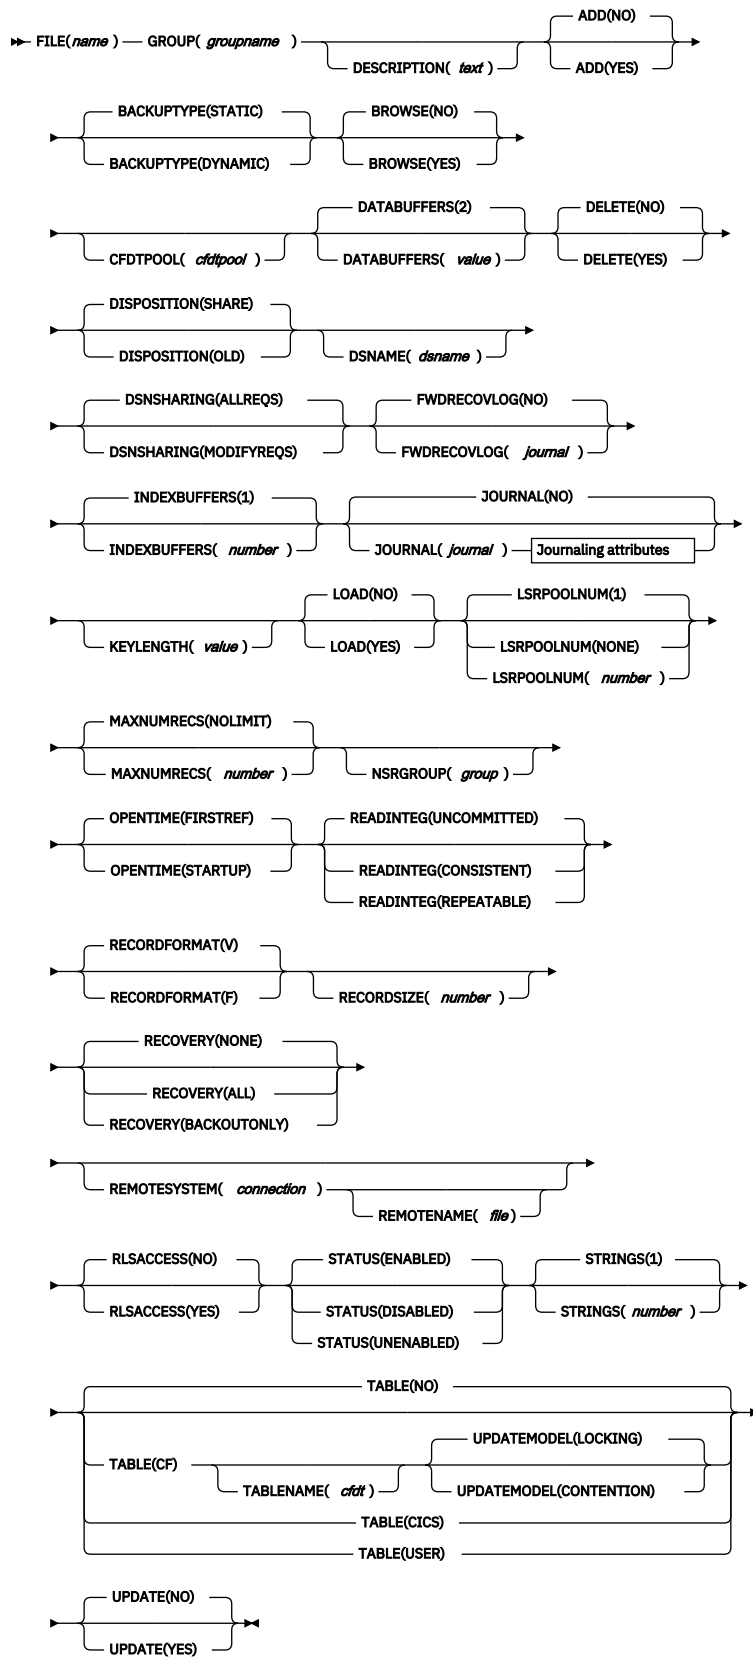 ADD(NO)
FILE( name ) GROUP( groupname )
DESCRIPTION( text ) ADD(YES)
BACKUPTYPE(STATIC) BROWSE(NO)
BACKUPTYPE(DYNAMIC) BROWSE(YES)
DATABUFFERS(2) DELETE(NO)
CFDTPOOL( cfdtpool ) DATABUFFERS( value ) DELETE(YES)
DISPOSITION(SHARE)
DISPOSITION(OLD) DSNAME( dsname )
DSNSHARING(ALLREQS) FWDRECOVLOG(NO)
DSNSHARING(MODIFYREQS) FWDRECOVLOG( journal )
INDEXBUFFERS(1) JOURNAL(NO)
INDEXBUFFERS( number ) JOURNAL( journal ) Journaling attributes
LOAD(NO) LSRPOOLNUM(1)
KEYLENGTH( value ) LOAD(YES) LSRPOOLNUM(NONE)
LSRPOOLNUM( number )
MAXNUMRECS(NOLIMIT)
MAXNUMRECS( number ) NSRGROUP( group )
OPENTIME(FIRSTREF) READINTEG(UNCOMMITTED)
OPENTIME(STARTUP) READINTEG(CONSISTENT)
READINTEG(REPEATABLE)
RECORDFORMAT(V)
RECORDFORMAT(F) RECORDSIZE( number )
RECOVERY(NONE)
RECOVERY(ALL)
RECOVERY(BACKOUTONLY)
REMOTESYSTEM( connection )
REMOTENAME( file )
RLSACCESS(NO) STATUS(ENABLED) STRINGS(1)
RLSACCESS(YES) STATUS(DISABLED) STRINGS( number )
STATUS(UNENABLED)
TABLE(NO)
UPDATEMODEL(LOCKING)
TABLE(CF)
TABLENAME( cfdt ) UPDATEMODEL(CONTENTION)
TABLE(CICS)
TABLE(USER)
UPDATE(NO)
UPDATE(YES)